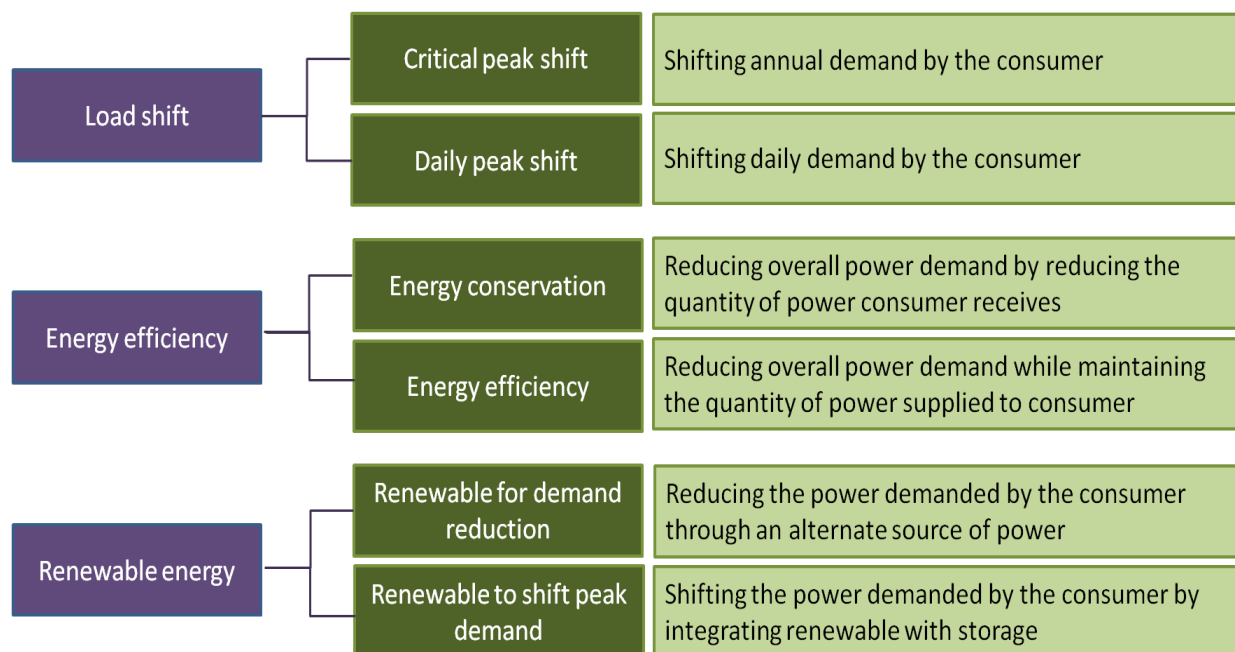 Load shift
Critical peak shift
Shifting annual demand by the consumer
Daily peak shift
Shifting daily demand by the consumer
Energy efficiency
Energy conservation
Reducing overall power demand by reducing the
quantity of power consumer receives
Energy efficiency
Reducing overall power demand while maintaining
the quantity of power supplied to consumer
Renewable energy
Renewable for demand
reduction
Reducing the power demanded by the consumer
through an alternate source of power
Renewable to shift peak
demand
Shifting the power demanded by the consumer by
integrating renewable with storage